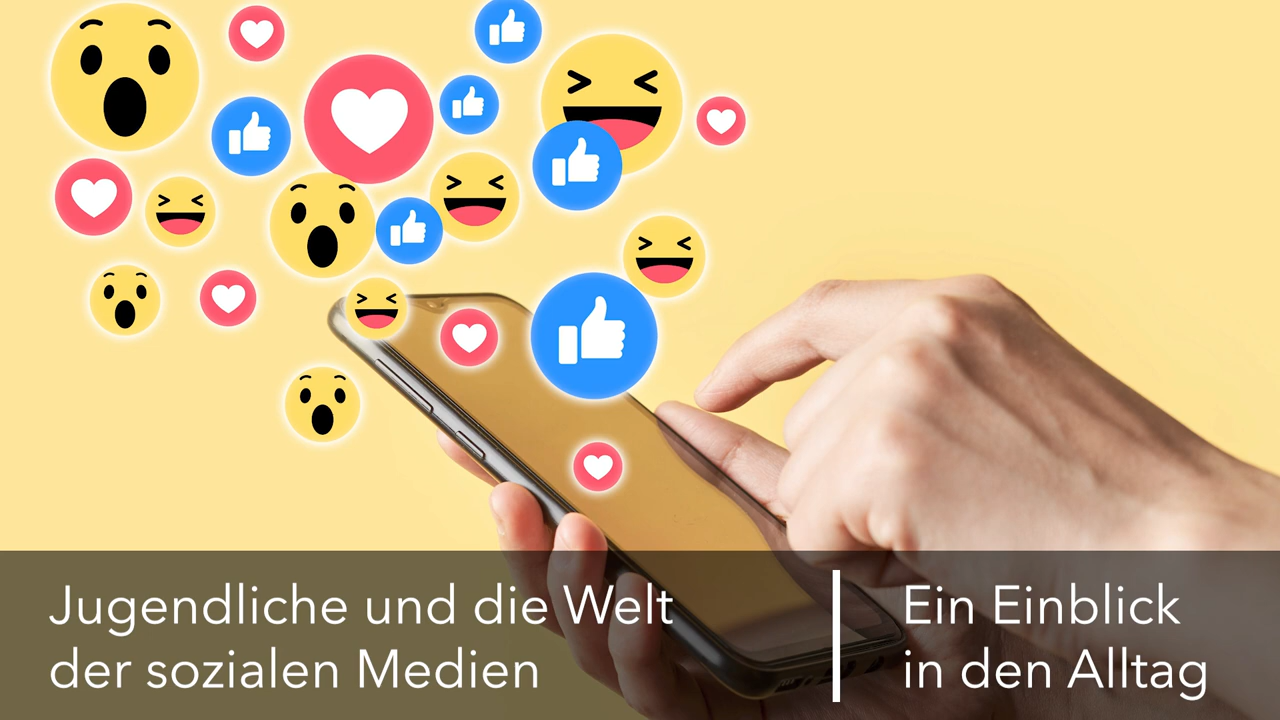 Jugendliche und die Welt
der sozialen Medien
Ein Einblick
in den Alltag